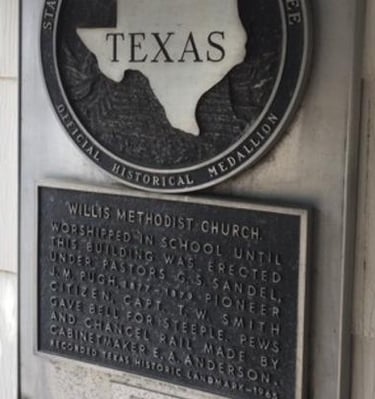 STA
EE
TEXAS
OFFICIAL HISTORICAL MEDALLION
WILLIS METHODIST CHURCH
WORSHIPPED IN SCHOOL UNTIL
THIS BUILDING WAS ERECTED
UNDER PASTORS G. S. SANDEL,
J. M. PUGH, 1877-1879. PIONEER
CITIZEN, CAPT. T. W. SMITH
GAVE BELL FOR STEEPLE. PEWS
AND CHANCEL RAIL MADE BY
CABINETMAKER E. A. ANDERSON.
RECORDED TEXAS HISTORIC LANDMARK-1965